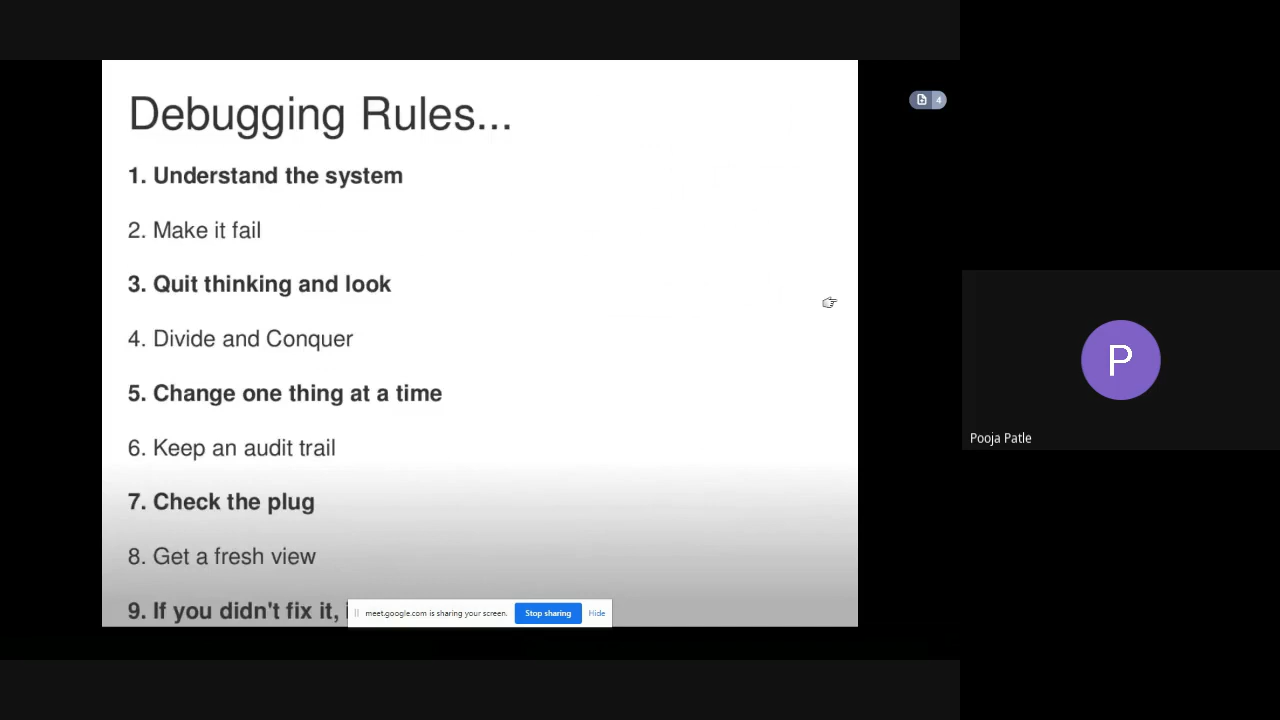 Debugging Rules...
1. Understand the system
2. Make it fail
3. Quit thinking and look
4. Divide and Conquer
5. Change one thing at a time
6. Keep an audit trail
7. Check the plug
8. Get a fresh view
9. If you didn't fix it,
meet.google.com is sharing your screen.
Stop sharing
Hide
4
P
Pooja Patle